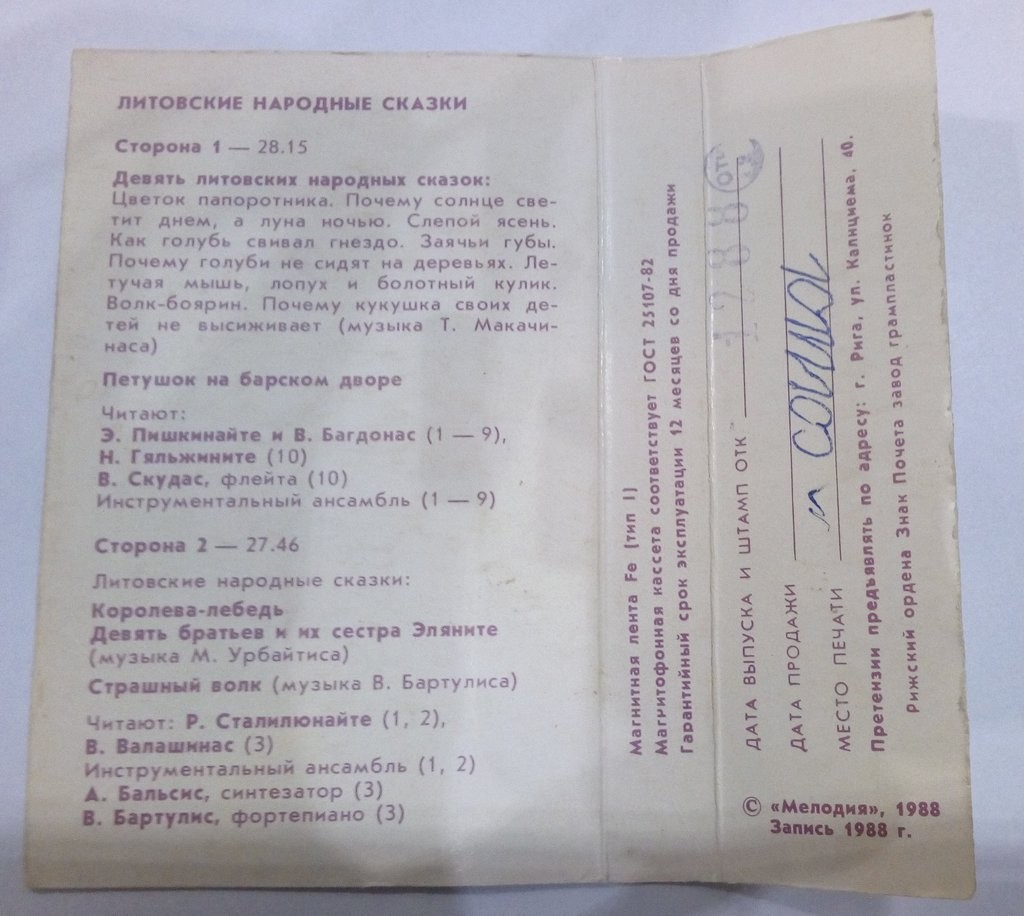 ЛИТОВСКИЕ НАРОДНЫЕ СКАЗКИ
Сторона 1 — 28.15
Девять литовских народных сказок:
Цветок папоротника. Почему солнце све-
тит днем, а луна ночью. Слепой ясень.
Как голубь свивал гнездо. Заячьи губы.
Почему голуби не сидят на деревьях. Ле-
тучая мышь, лопух и болотный кулик.
Волк-боярин. Почему кукушка своих де-
тей не высиживает (музыка Т. Макачи-
наса)
Петушок на барском дворе
Читают:
Э. Пишкинайте и В. Багдонас (1 — 9),
Н. Гяльжините (10)
В. Скудас, флейта (10)
Инструментальный ансамбль (1 — 9)
Сторона 2 — 27.46
Литовские народные сказки:
Королева-лебедь
Девять братьев и их сестра Эляните
(музыка М. Урбайтиса)
Страшный волк (музыка В. Бартулиса)
Читают: Р. Сталилюнайте (1, 2),
В. Валашинас (3)
Инструментальный ансамбль (1, 2)
А. Бальсис, синтезатор (3)
В. Бартулис, фортепиано (3)
Магнитная лента Fe (тип I)
Магнитофонная кассета соответствует ГОСТ 25107-82
Гарантийный срок эксплуатации 12 месяцев со дня продажи
ДАТА ВЫПУСКА И ШТАМП ОТК 1988 ОТК
ДАТА ПРОДАЖИ
МЕСТО ПЕЧАТИ
Претензии предъявлять по адресу: г. Рига, ул. Калнциема, 40.
Рижский ордена Знак Почета завод грампластинок
© «Мелодия», 1988
Запись 1988 г.